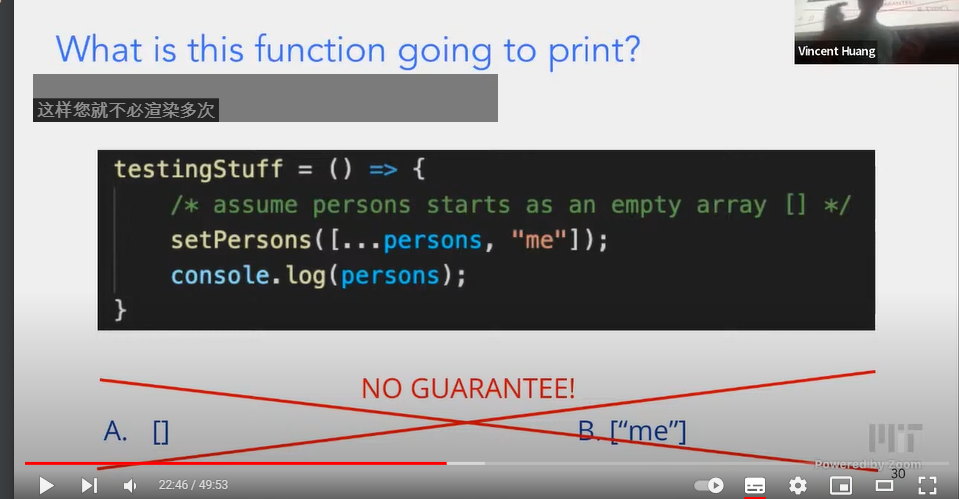 What is this function going to print?
Vincent Huang
这样您就不必渲染多次
testingStuff = () => {
/* assume persons starts as an empty array [] */
setPersons([...persons, "me"]);
console.log(persons);
}
NO GUARANTEE!
A. []
B. [“me”]
MIT
Powered by Zoom
30
22:46 / 49:53